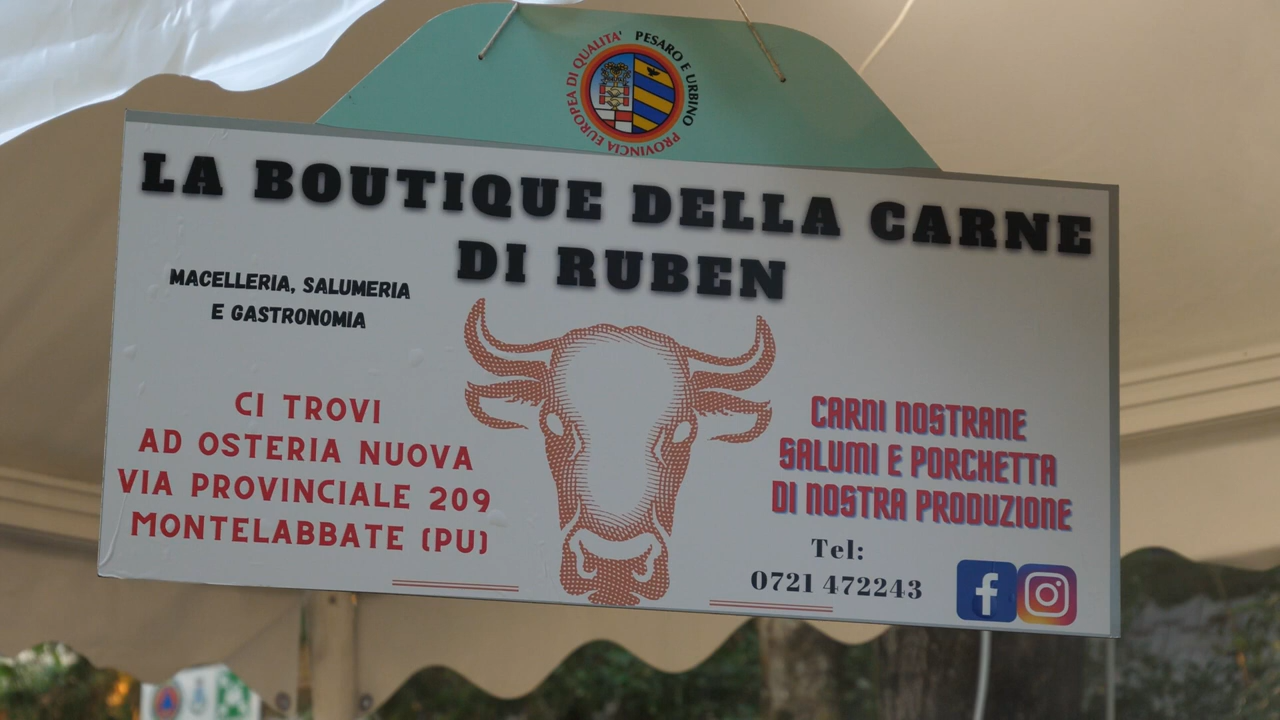 PESARO E URBINO
PROVINCIA EUROPEA DI QUALITA'
LA BOUTIQUE DELLA CARNE
DI RUBEN
MACELLERIA, SALUMERIA
E GASTRONOMIA
CI TROVI
AD OSTERIA NUOVA
VIA PROVINCIALE 209
MONTELABBATE (PU)
CARNI NOSTRANE
SALUMI E PORCHETTA
DI NOSTRA PRODUZIONE
Tel:
0721 472243